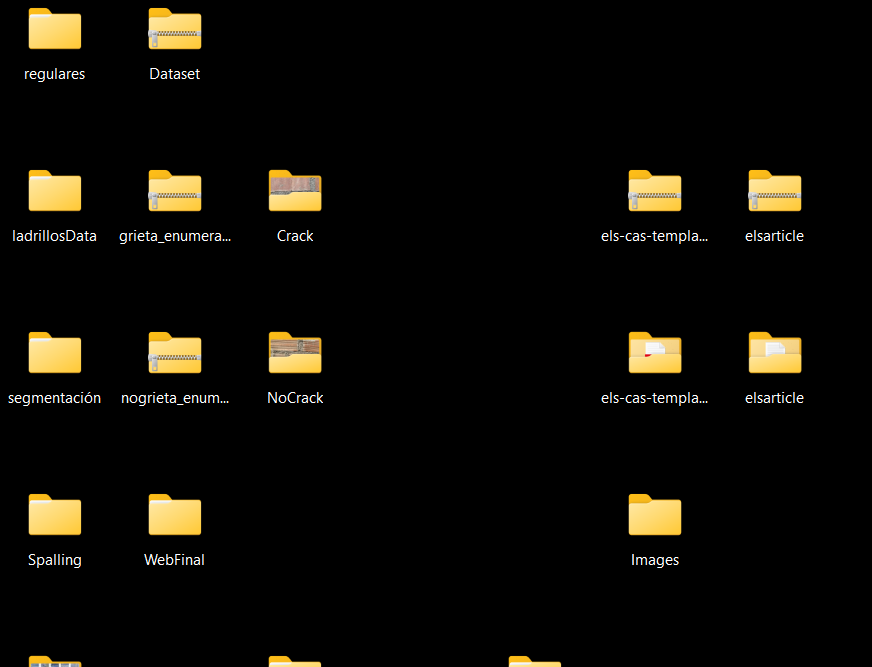 regulares
Dataset
ladrillosData
grieta_enumera...
Crack
els-cas-templa...
elsarticle
segmentación
nogrieta_enum...
NoCrack
els-cas-templa...
elsarticle
Spalling
WebFinal
Images